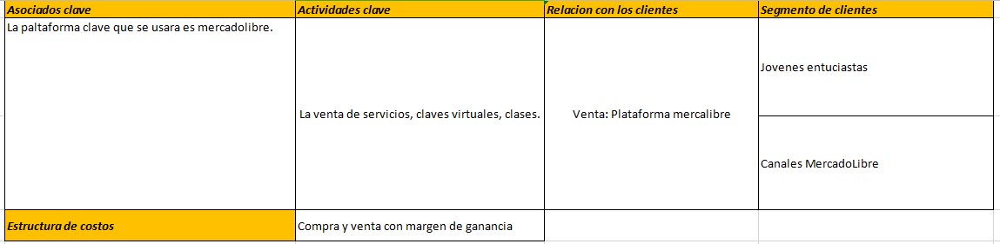 Asociados clave
Actividades clave
Relacion con los clientes
Segmento de clientes
La paltaforma clave que se usara es mercadolibre.
La venta de servicios, claves virtuales, clases.
Venta: Plataforma mercalibre
Jovenes entuciastas
Canales MercadoLibre
Estructura de costos
Compra y venta con margen de ganancia